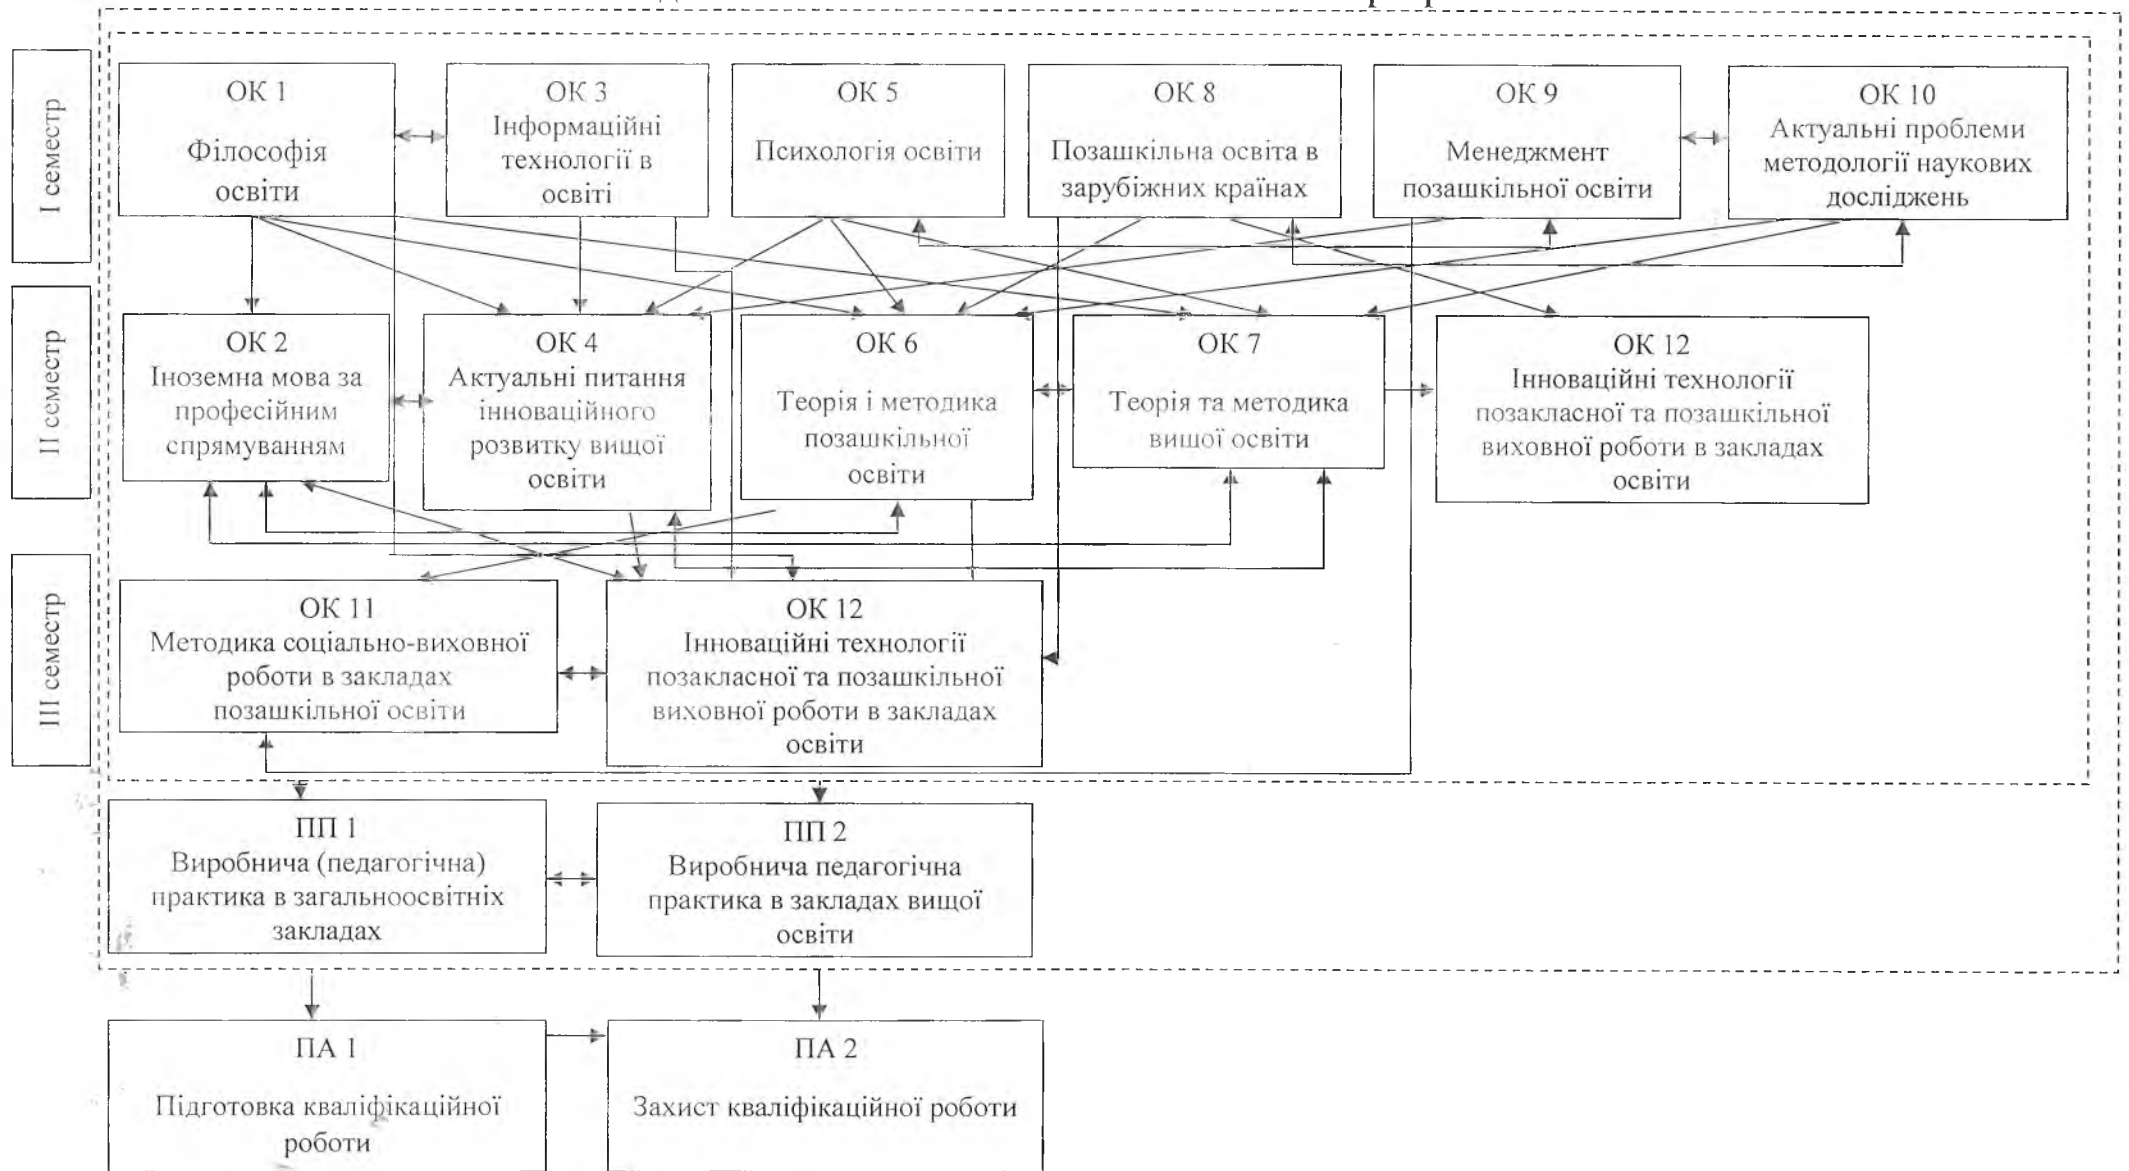 І семестр
ОК 1
Філософія
освіти
ОК 3
Інформаційні
технології в
освіті
ОК 5
Психологія освіти
ОК 8
Позашкільна освіта в
зарубіжних країнах
ОК 9
Менеджмент
позашкільної освіти
ОК 10
Актуальні проблеми
методології наукових
досліджень
ІІ семестр
ОК 2
Іноземна мова за
професійним
спрямуванням
ОК 4
Актуальні питання
інноваційного
розвитку вищої
освіти
ОК 6
Теорія і методика
позашкільної
освіти
ОК 7
Теорія та методика
вищої освіти
ОК 12
Інноваційні технології
позакласної та позашкільної
виховної роботи в закладах
освіти
ІІІ семестр
ОК 11
Методика соціально-виховної
роботи в закладах
позашкільної освіти
ОК 12
Інноваційні технології
позакласної та позашкільної
виховної роботи в закладах
освіти
ПП 1
Виробнича (педагогічна)
практика в загальноосвітніх
закладах
ПП 2
Виробнича педагогічна
практика в закладах вищої
освіти
ПА 1
Підготовка кваліфікаційної
роботи
ПА 2
Захист кваліфікаційної роботи